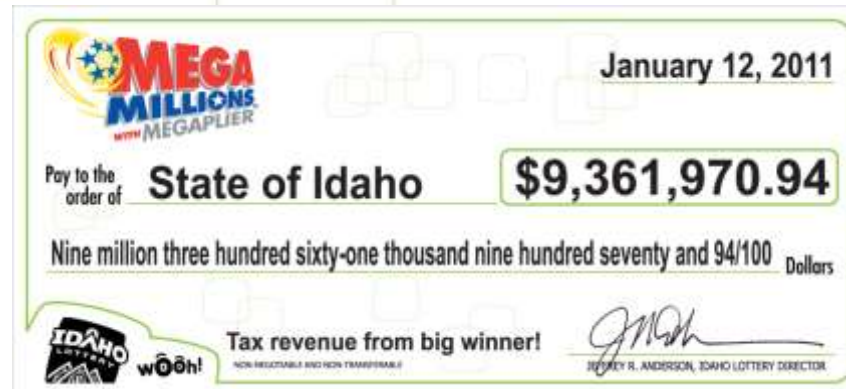 MEGA
MILLIONS
WITH MEGAPLIER
January 12, 2011
Pay to the
order of
State of Idaho
$9,361,970.94
Nine million three hundred sixty-one thousand nine hundred seventy and 94/100 Dollars
IDAHO
LOTTERY
wôôh!
Tax revenue from big winner!
NON-NEGOTIABLE AND NON-TRANSFERABLE
JEFFREY R. ANDERSON, IDAHO LOTTERY DIRECTOR